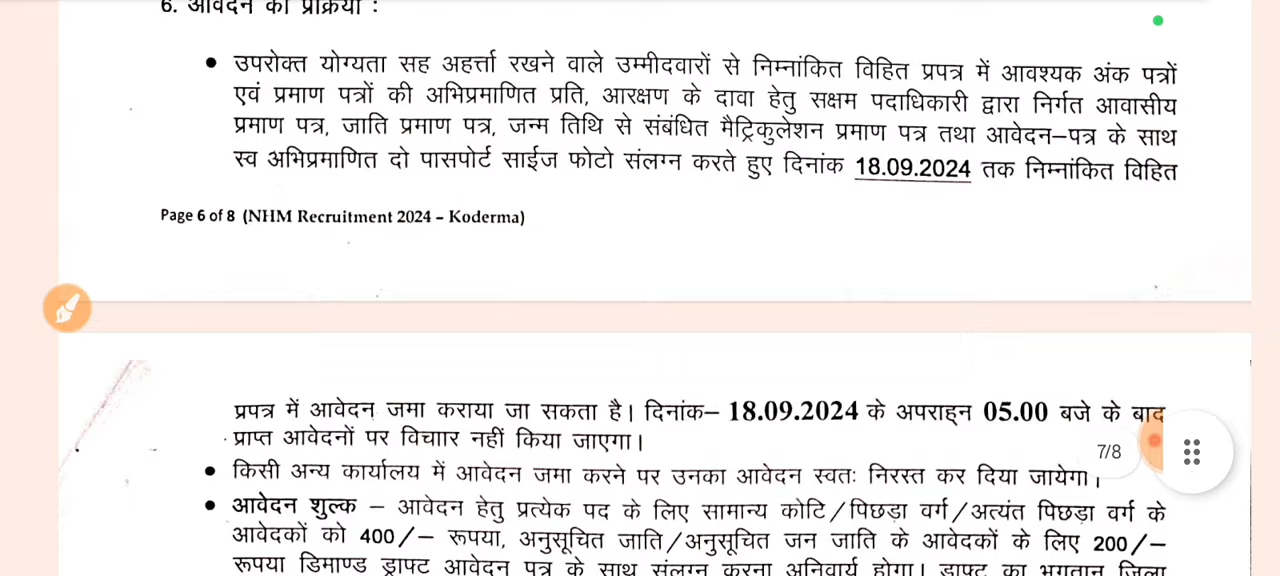 6. आवेदन की प्रक्रिया :
• उपरोक्त योग्यता सह अहर्त्ता रखने वाले उम्मीदवारों से निम्नांकित विहित प्रपत्र में आवश्यक अंक पत्रों
एवं प्रमाण पत्रों की अभिप्रमाणित प्रति, आरक्षण के दावा हेतु सक्षम पदाधिकारी द्वारा निर्गत आवासीय
प्रमाण पत्र, जाति प्रमाण पत्र, जन्म तिथि से संबंधित मैट्रिकुलेशन प्रमाण पत्र तथा आवेदन–पत्र के साथ
स्व अभिप्रमाणित दो पासपोर्ट साईज फोटो संलग्न करते हुए दिनांक 18.09.2024 तक निम्नांकित विहित
Page 6 of 8 (NHM Recruitment 2024 – Koderma)
प्रपत्र में आवेदन जमा कराया जा सकता है। दिनांक– 18.09.2024 के अपराह्न 05.00 बजे के बाद
प्राप्त आवेदनों पर विचाार नहीं किया जाएगा।
7/8
• किसी अन्य कार्यालय में आवेदन जमा करने पर उनका आवेदन स्वतः निरस्त कर दिया जायेगा।
• आवेदन शुल्क – आवेदन हेतु प्रत्येक पद के लिए सामान्य कोटि/पिछड़ा वर्ग/अत्यंत पिछड़ा वर्ग के
आवेदकों को 400/– रूपया, अनुसूचित जाति/अनुसूचित जन जाति के आवेदकों के लिए 200/–
रूपया डिमाण्ड ड्राफ्ट आवेदन पत्र के साथ संलग्न करना अनिवार्य होगा। ड्राफ्ट का भुगतान जिला